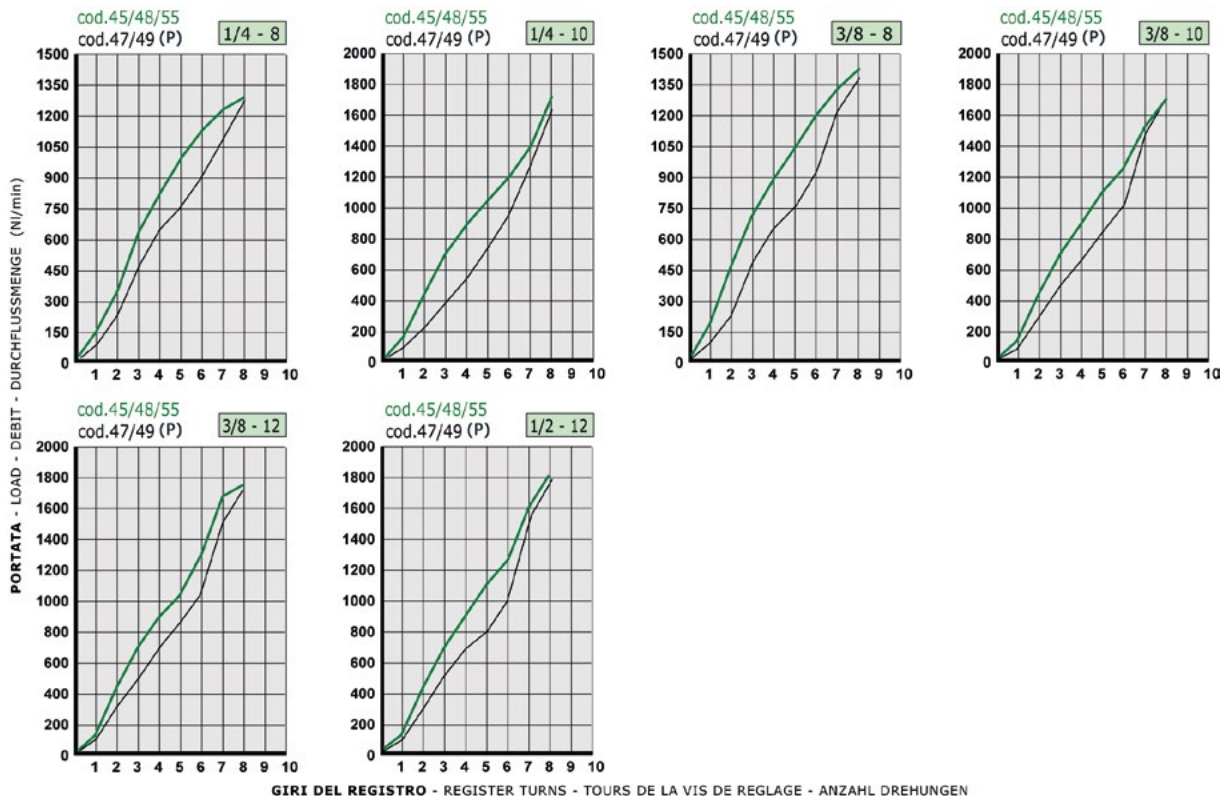 cod.45/48/55
cod.47/49 (P)
1/4 - 8
1500
1350
1200
1050
900
750
600
450
300
150
0
1 2 3 4 5 6 7 8 9 10
cod.45/48/55
cod.47/49 (P)
1/4 - 10
2000
1800
1600
1400
1200
1000
800
600
400
200
0
1 2 3 4 5 6 7 8 9 10
cod.45/48/55
cod.47/49 (P)
3/8 - 8
1500
1350
1200
1050
900
750
600
450
300
150
0
1 2 3 4 5 6 7 8 9 10
cod.45/48/55
cod.47/49 (P)
3/8 - 10
2000
1800
1600
1400
1200
1000
800
600
400
200
0
1 2 3 4 5 6 7 8 9 10
PORTATA - LOAD - DEBIT - DURCHFLUSSMENGE (Nl/min)
cod.45/48/55
cod.47/49 (P)
3/8 - 12
2000
1800
1600
1400
1200
1000
800
600
400
200
0
1 2 3 4 5 6 7 8 9 10
cod.45/48/55
cod.47/49 (P)
1/2 - 12
2000
1800
1600
1400
1200
1000
800
600
400
200
0
1 2 3 4 5 6 7 8 9 10
GIRI DEL REGISTRO - REGISTER TURNS - TOURS DE LA VIS DE REGLAGE - ANZAHL DREHUNGEN